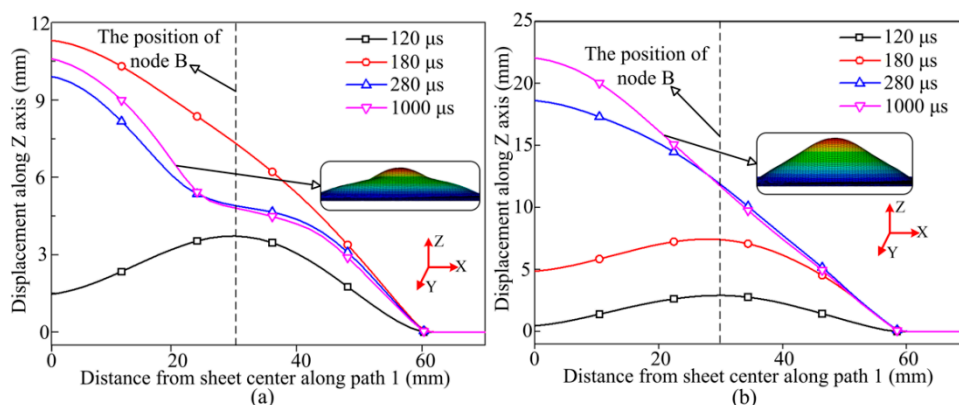 (a)
12
9
6
3
0
Displacement along Z axis (mm)
The position of
node B
120 μs
180 μs
280 μs
1000 μs
Z
X
Y
0
20
40
60
Distance from sheet center along path 1 (mm)
(a)
(b)
25
20
15
10
5
0
Displacement along Z axis (mm)
The position of
node B
120 μs
180 μs
280 μs
1000 μs
Z
X
Y
0
20
40
60
Distance from sheet center along path 1 (mm)
(b)